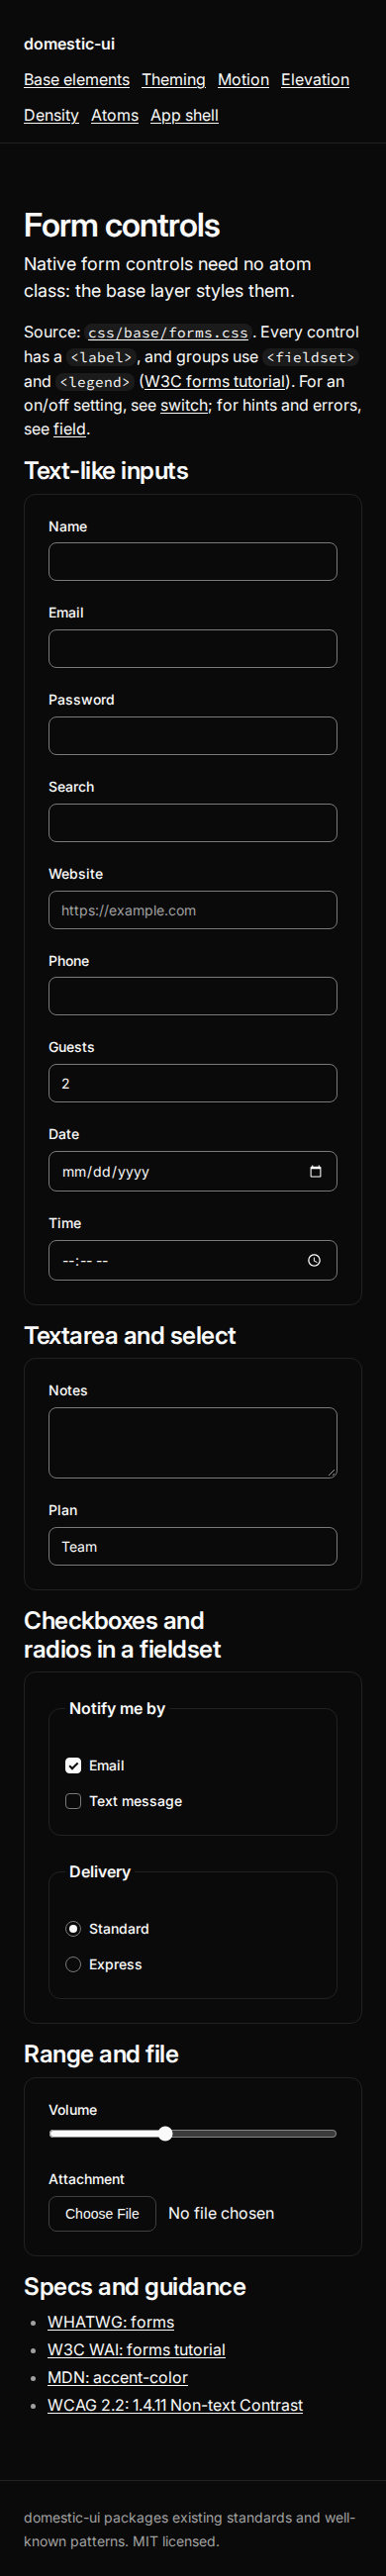 domestic-ui
Base elements Theming Motion Elevation
Density Atoms App shell
Form controls
Native form controls need no atom
class: the base layer styles them.
Source: css/base/forms.css . Every control
has a <label> , and groups use <fieldset>
and <legend> (W3C forms tutorial). For an
on/off setting, see switch; for hints and errors,
see field.
Text-like inputs
Name
Email
Password
Search
Website
https://example.com
Phone
Guests
2
Date
mm/dd/yyyy
Time
--:-- --
Textarea and select
Notes
Plan
Team
Checkboxes and
radios in a fieldset
Notify me by
Email
Text message
Delivery
Standard
Express
Range and file
Volume
Attachment
Choose File No file chosen
Specs and guidance
WHATWG: forms
W3C WAI: forms tutorial
MDN: accent-color
WCAG 2.2: 1.4.11 Non-text Contrast
domestic-ui packages existing standards and well-
known patterns. MIT licensed.